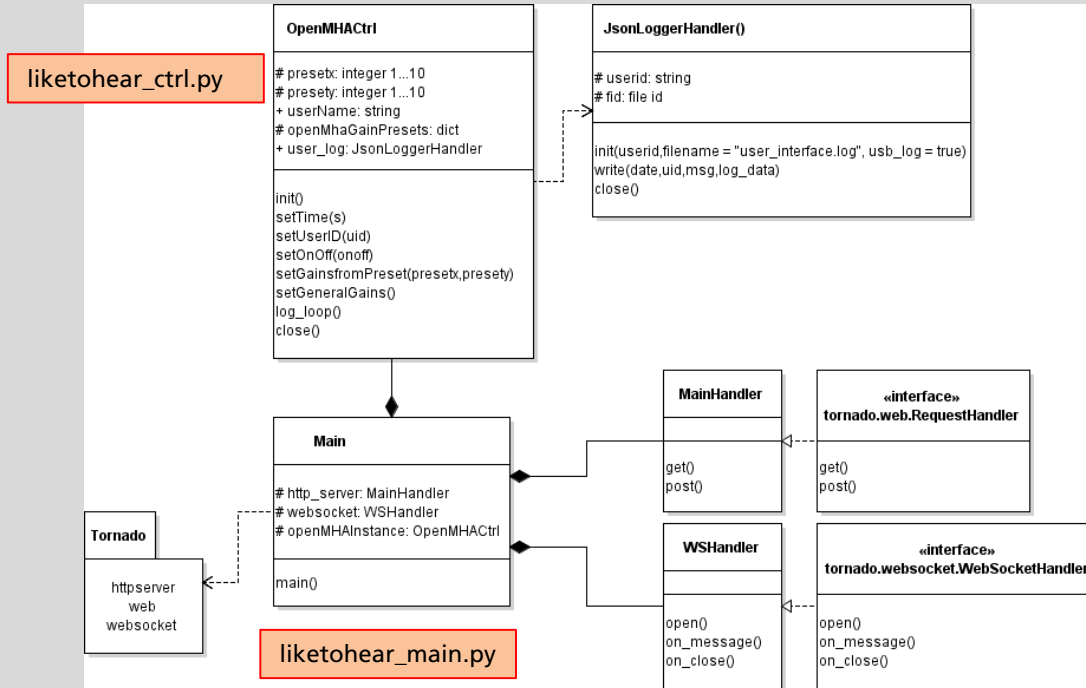 liketohear_ctrl.py
OpenMHACtrl
# presetx: integer 1...10
# presety: integer 1...10
+ userName: string
# openMhaGainPresets: dict
+ user_log: JsonLoggerHandler
init()
setTime(s)
setUserID(uid)
setOnOff(onoff)
setGainsfromPreset(presetx,presety)
setGeneralGains()
log_loop()
close()
JsonLoggerHandler()
# userid: string
# fid: file id
init(userid,filename = "user_interface.log", usb_log = true)
write(date,uid,msg,log_data)
close()
Main
# http_server: MainHandler
# websocket: WSHandler
# openMHAInstance: OpenMHACtrl
main()
liketohear_main.py
Tornado
httpserver
web
websocket
MainHandler
get()
post()
«interface»
tornado.web.RequestHandler
get()
post()
WSHandler
open()
on_message()
on_close()
«interface»
tornado.websocket.WebSocketHandler
open()
on_message()
on_close()